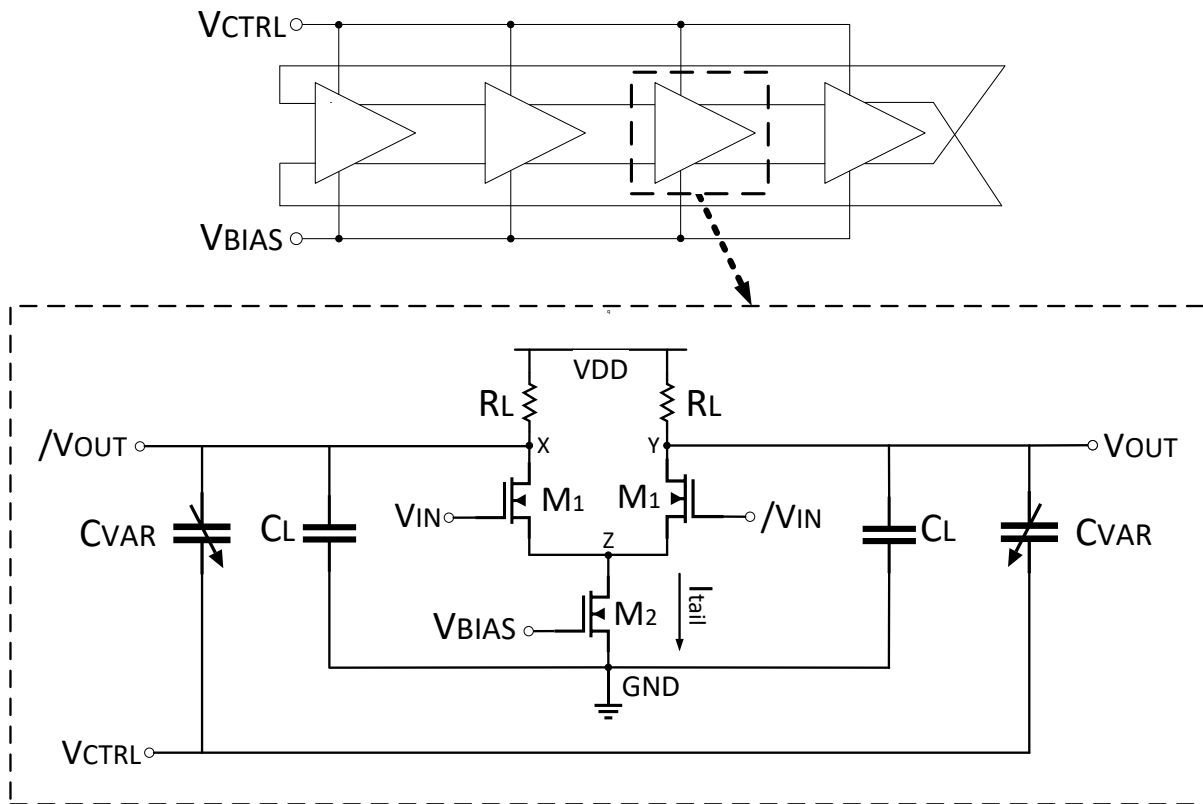 VCTRL
VBIAS
VDD
RL RL
/VOUT X Y VOUT
CVAR CL VIN M1 M1 /VIN CL CVAR
Z
VBIAS M2 Itail
GND
VCTRL